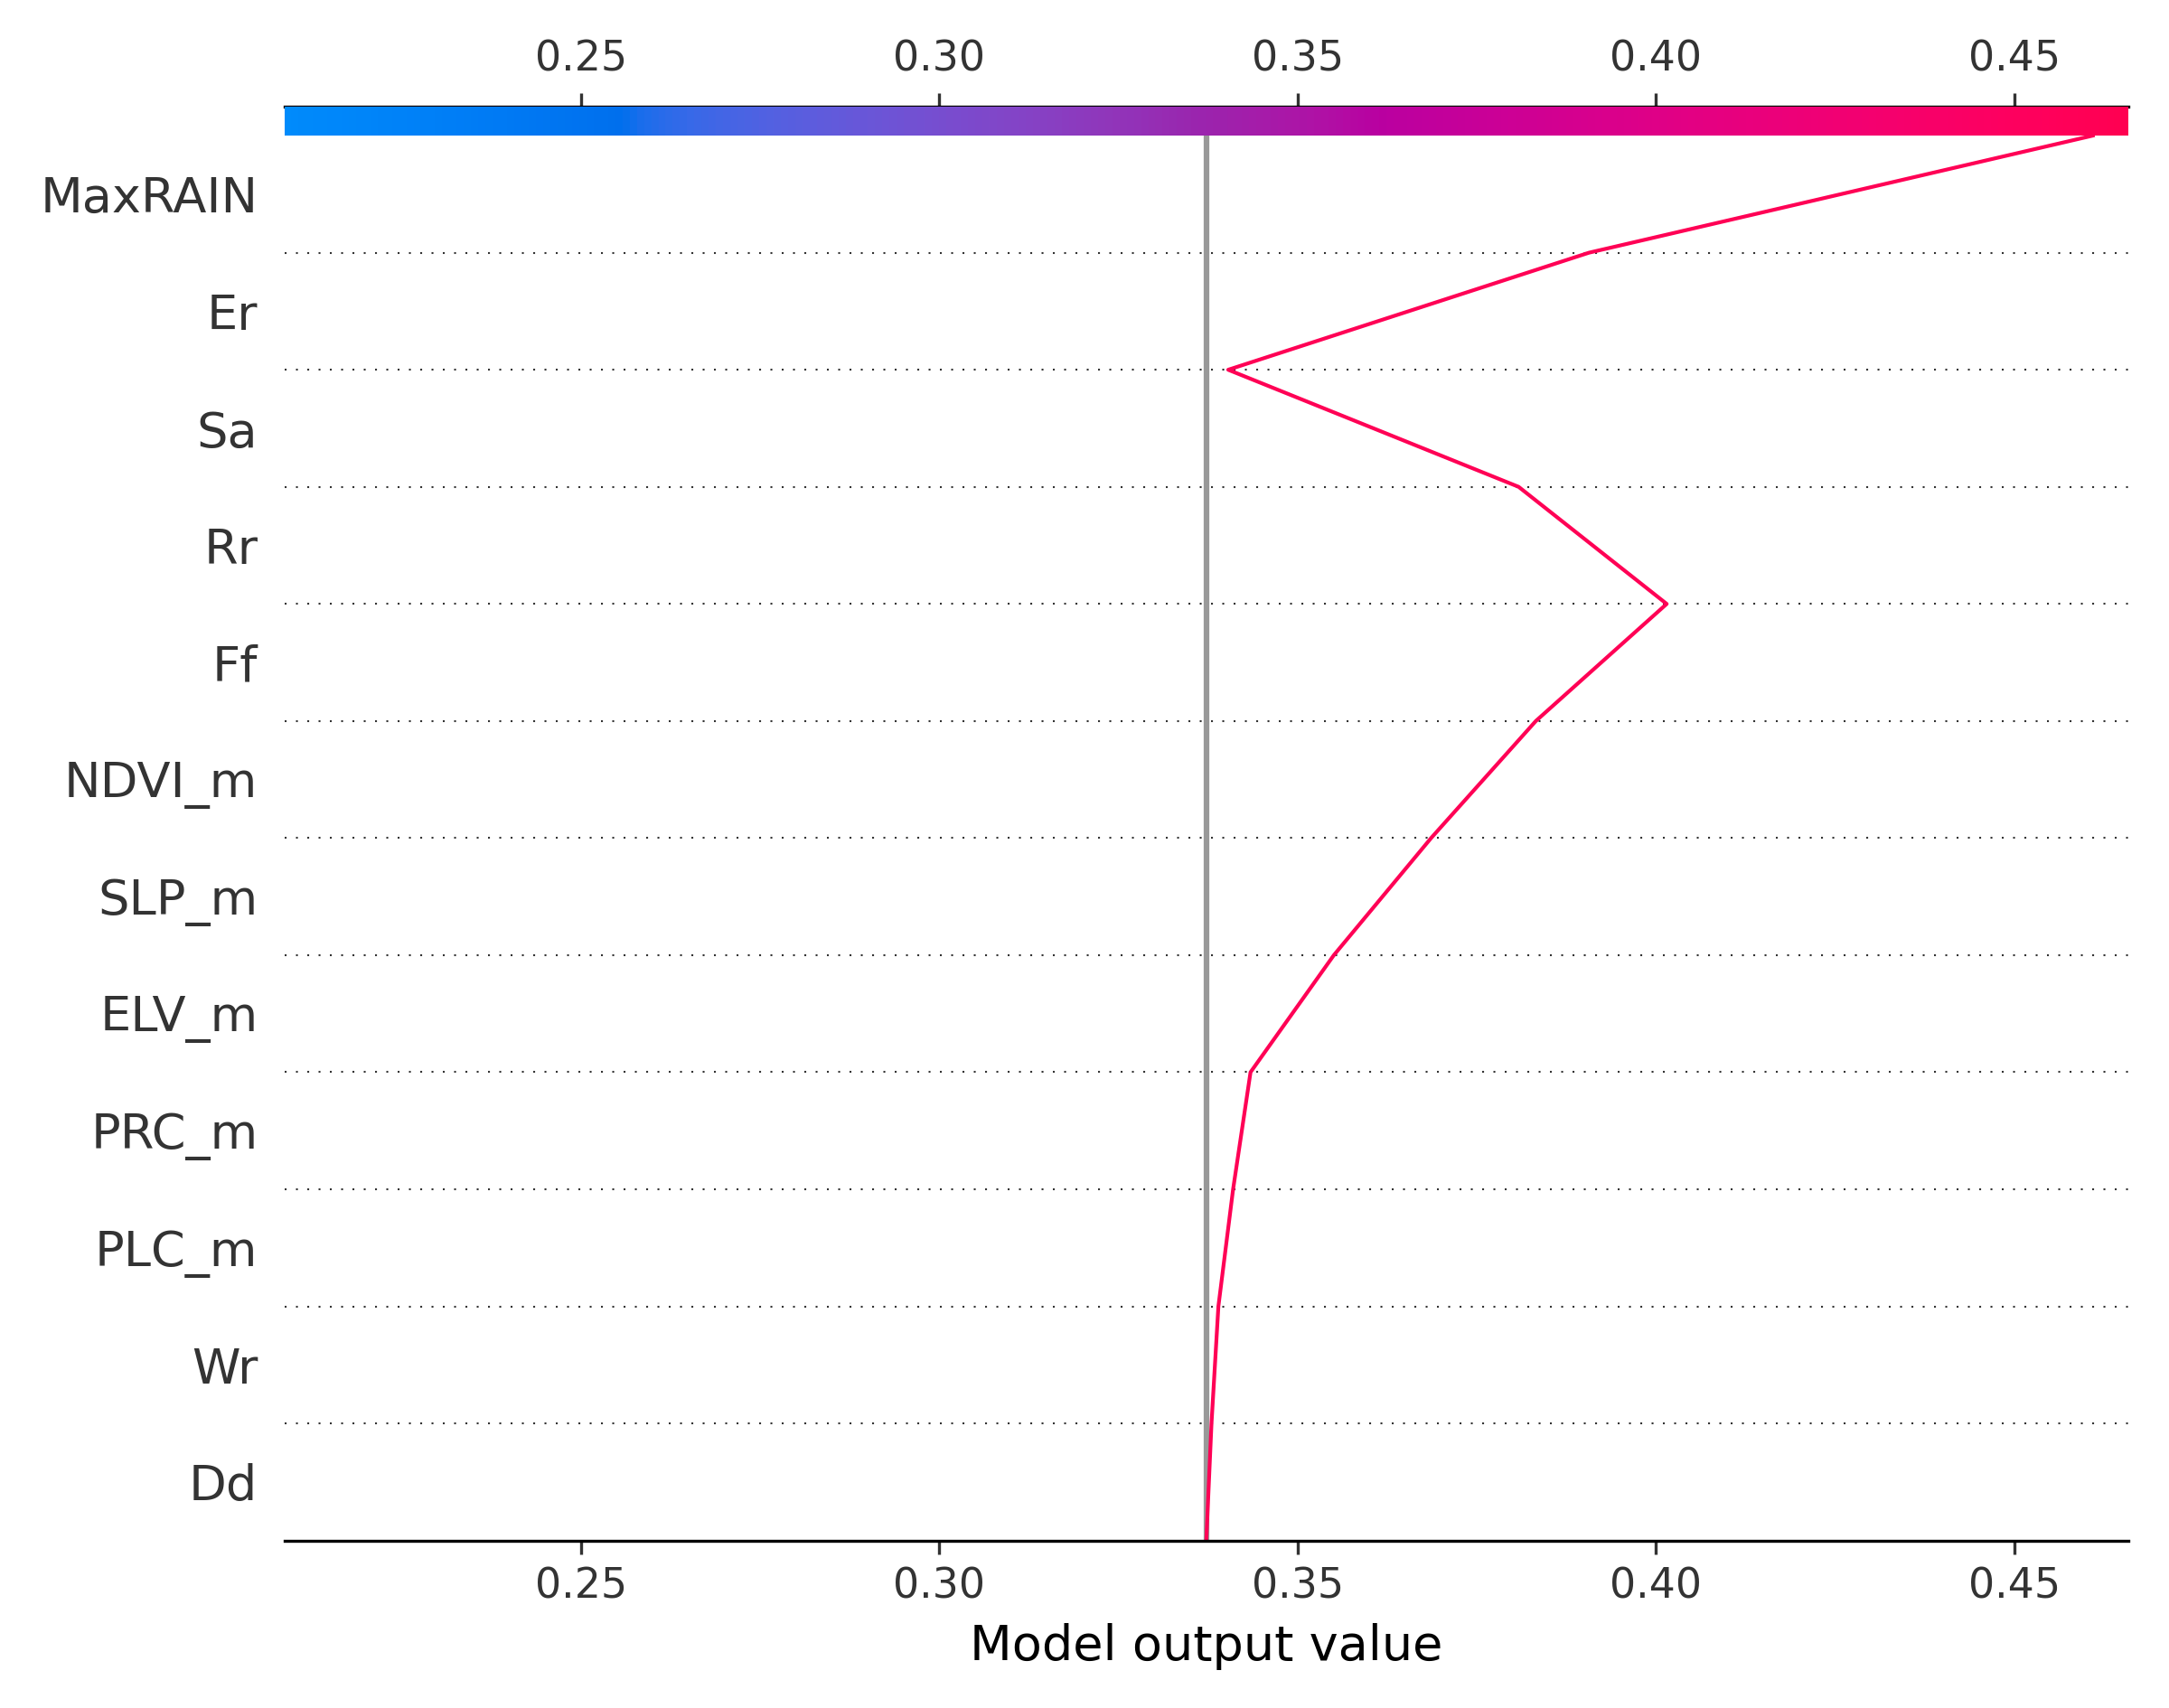 0.25 0.30 0.35 0.40 0.45
MaxRAIN
Er
Sa
Rr
Ff
NDVI_m
SLP_m
ELV_m
PRC_m
PLC_m
Wr
Dd
0.25 0.30 0.35 0.40 0.45
Model output value